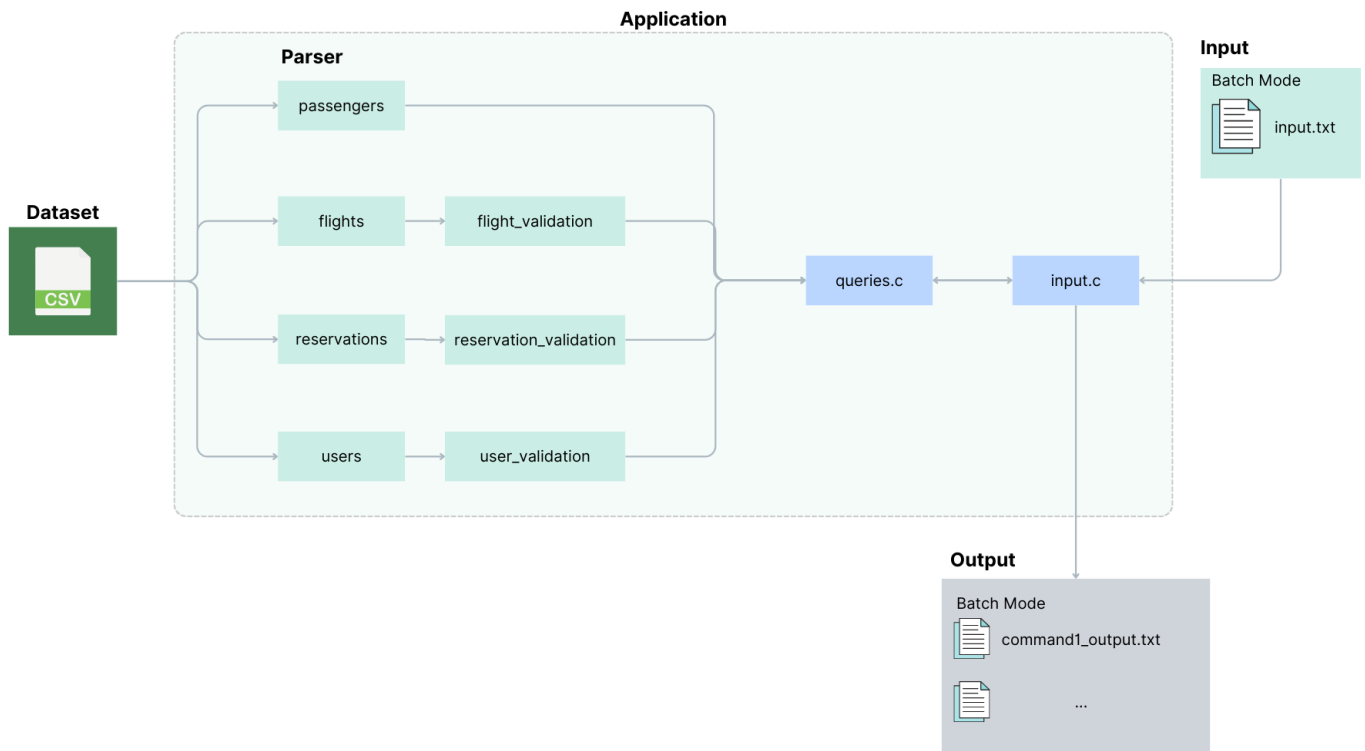 Application
Parser
passengers
Input
Batch Mode
input.txt
Dataset
CSV
flights
flight_validation
queries.c
input.c
reservations
reservation_validation
users
user_validation
Output
Batch Mode
command1_output.txt
...